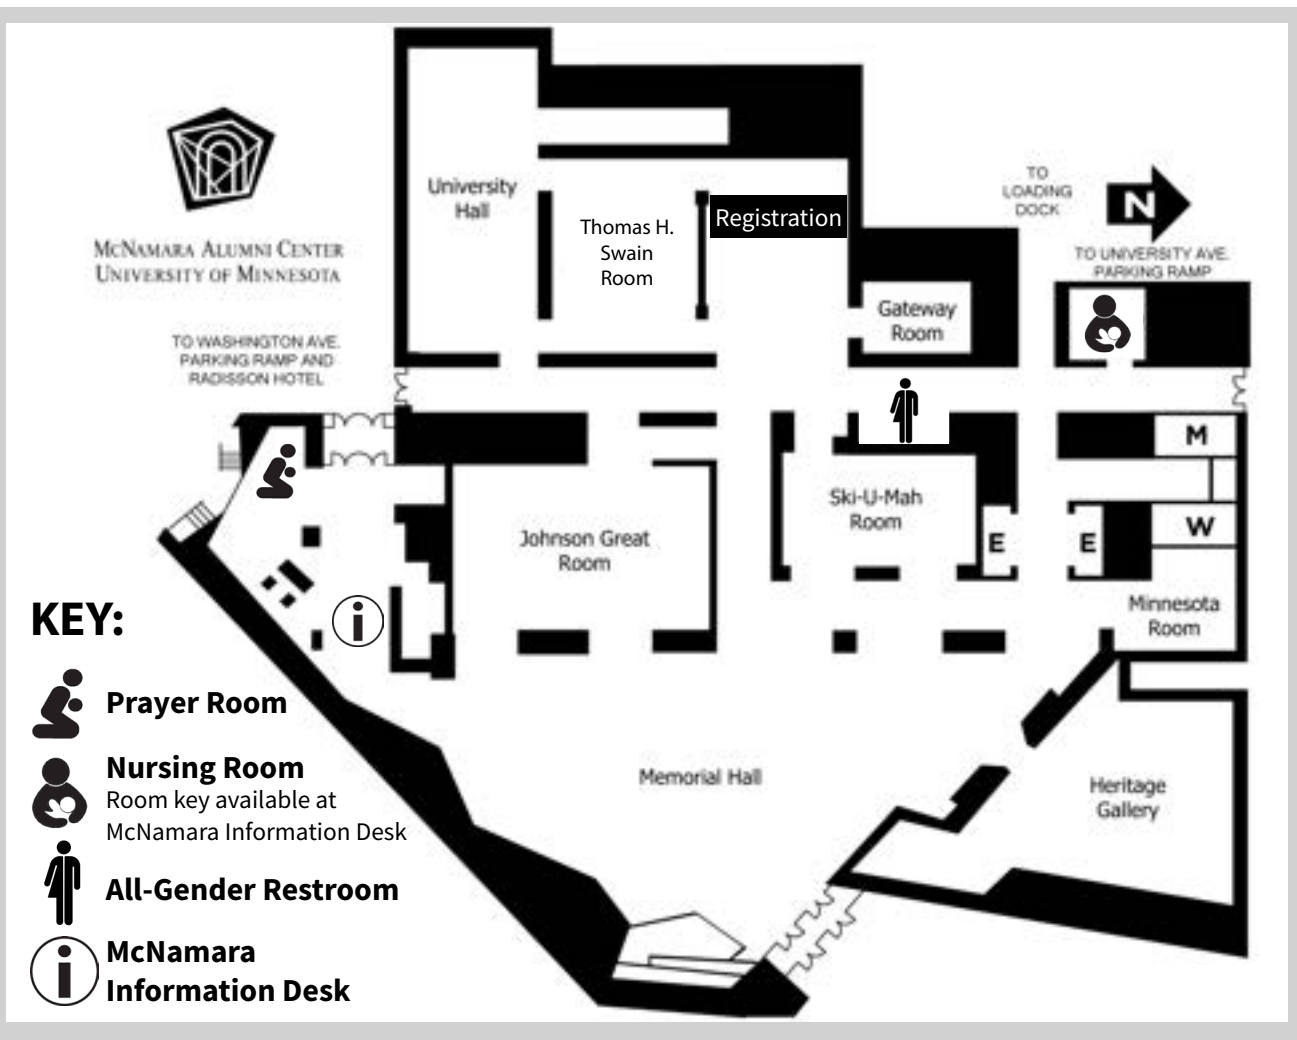 University
Hall
Thomas H.
Swain
Room
Registration
TO
LOADING
DOCK
N
TO UNIVERSITY AVE.
PARKING RAMP
McNamara Alumni Center
University of Minnesota
TO WASHINGTON AVE.
PARKING RAMP AND
RADISSON HOTEL
Gateway
Room
M
Ski-U-Mah
Room
Johnson Great
Room
E
E
W
Minnesota
Room
i
KEY:
Prayer Room
Nursing Room
Room key available at
McNamara Information Desk
All-Gender Restroom
i
McNamara
Information Desk
Memorial Hall
Heritage
Gallery